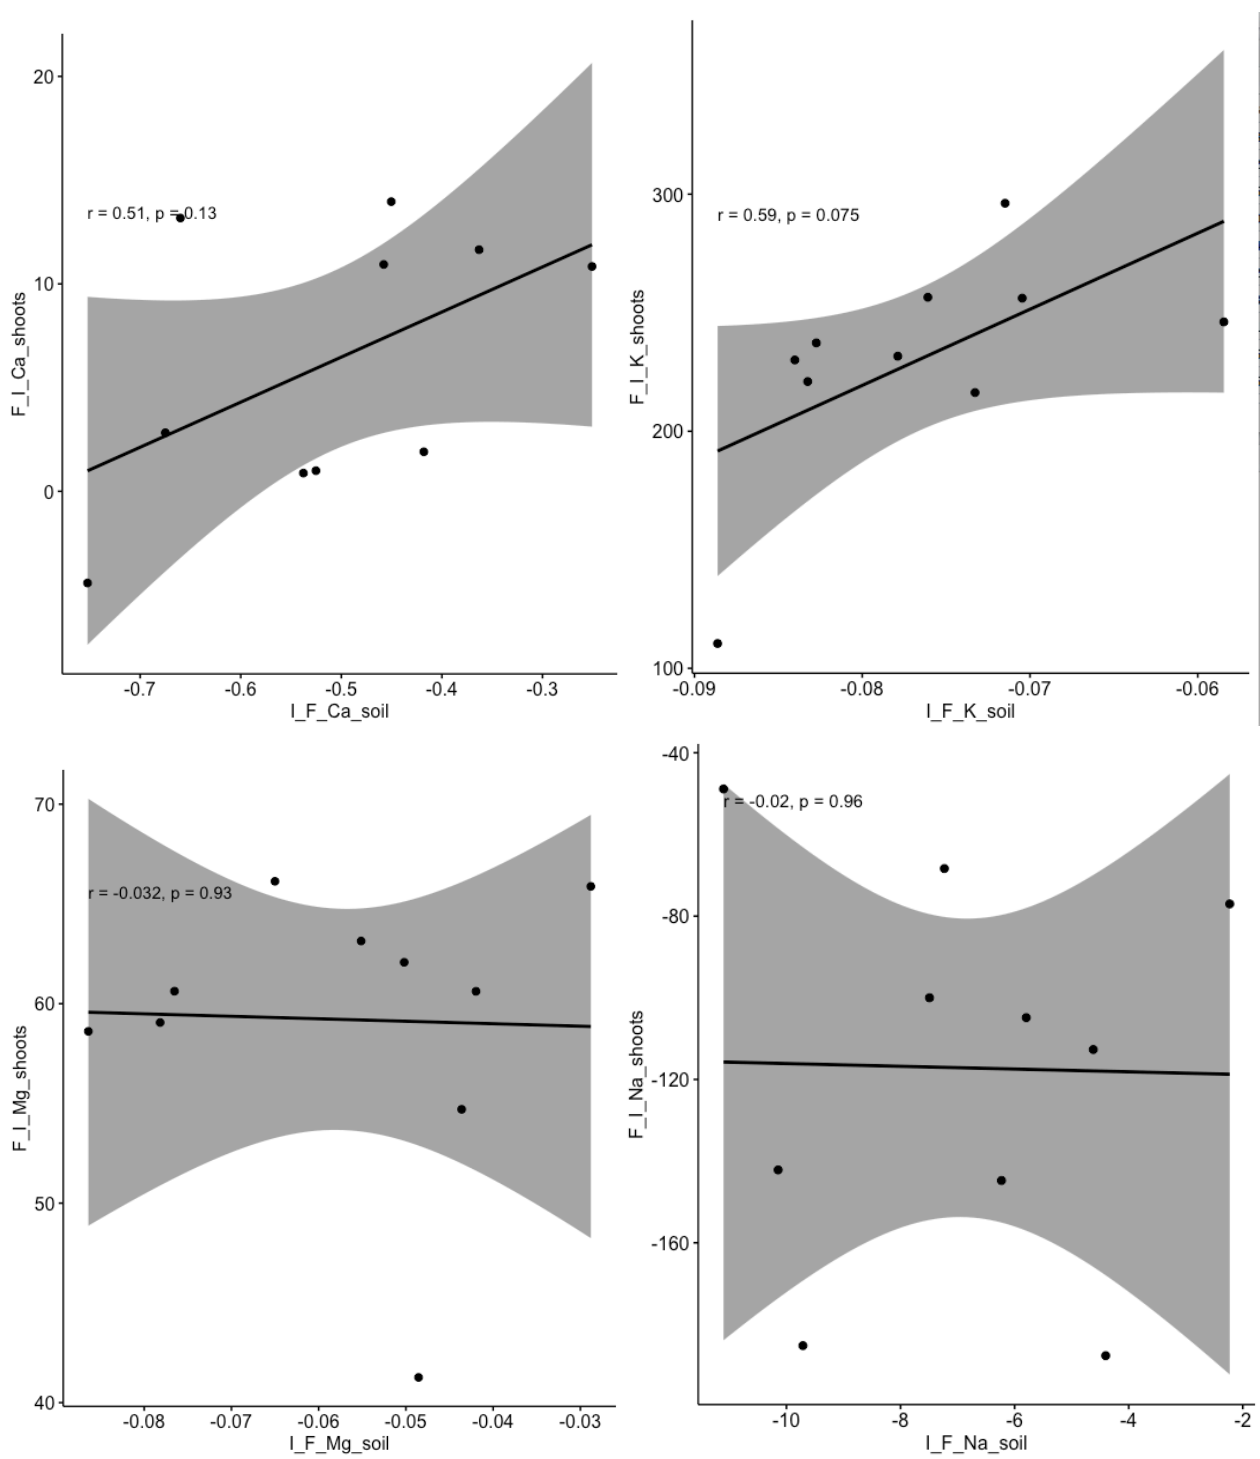 20
10
0
F_I_Ca_shoots
r = 0.51, p = 0.13
-0.7 -0.6 -0.5 -0.4 -0.3
I_F_Ca_soil
300
200
100
F_I_K_shoots
r = 0.59, p = 0.075
-0.09 -0.08 -0.07 -0.06
I_F_K_soil
70
60
50
40
F_I_Mg_shoots
r = -0.032, p = 0.93
-0.08 -0.07 -0.06 -0.05 -0.04 -0.03
I_F_Mg_soil
-40
-80
-120
-160
F_I_Na_shoots
r = -0.02, p = 0.96
-10 -8 -6 -4 -2
I_F_Na_soil